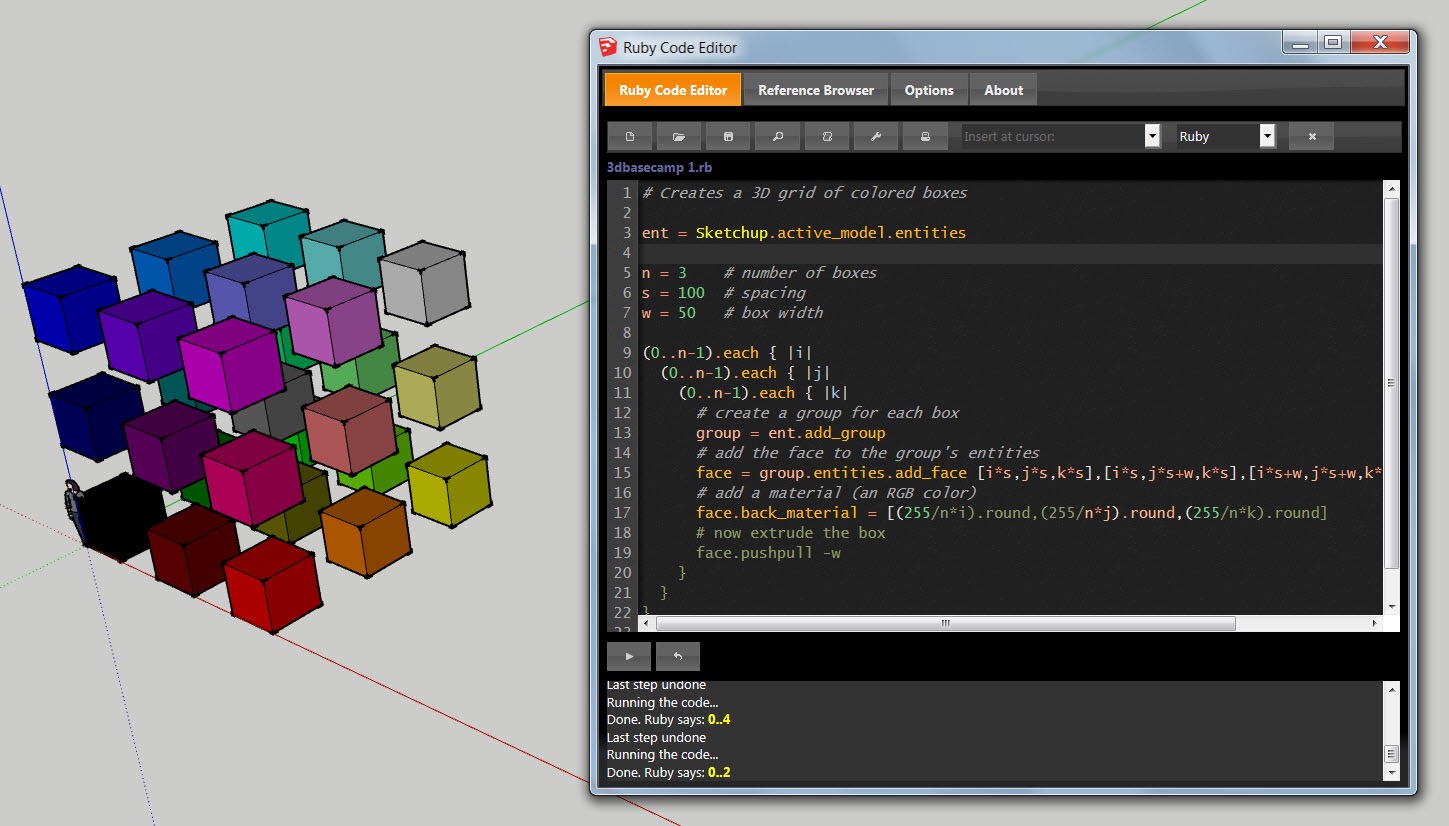 Ruby Code Editor
Ruby Code Editor Reference Browser Options About
Insert at cursor: Ruby
3dbasecamp 1.rb
1 # Creates a 3D grid of colored boxes
2
3 ent = Sketchup.active_model.entities
4
5 n = 3 # number of boxes
6 s = 100 # spacing
7 w = 50 # box width
8
9 (0..n-1).each { |i|
10 (0..n-1).each { |j|
11 (0..n-1).each { |k|
12 # create a group for each box
13 group = ent.add_group
14 # add the face to the group's entities
15 face = group.entities.add_face [i*s,j*s,k*s],[i*s,j*s+w,k*s],[i*s+w,j*s+w,k*
16 # add a material (an RGB color)
17 face.back_material = [(255/n*i).round,(255/n*j).round,(255/n*k).round]
18 # now extrude the box
19 face.pushpull -w
20 }
21 }
22 }
23
Last step undone
Running the code...
Done. Ruby says: 0..4
Last step undone
Running the code...
Done. Ruby says: 0..2